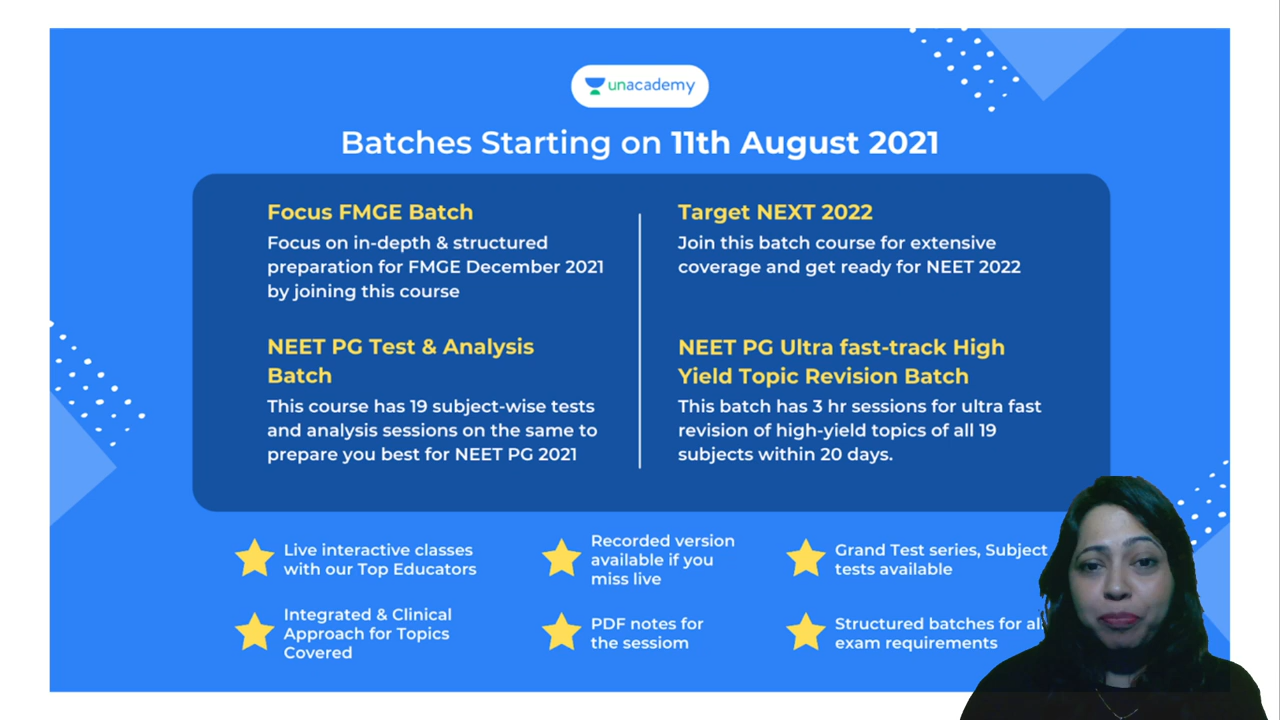 unacademy
Batches Starting on 11th August 2021
Focus FMGE Batch
Focus on in-depth & structured
preparation for FMGE December 2021
by joining this course
Target NEXT 2022
Join this batch course for extensive
coverage and get ready for NEET 2022
NEET PG Test & Analysis
Batch
This course has 19 subject-wise tests
and analysis sessions on the same to
prepare you best for NEET PG 2021
NEET PG Ultra fast-track High
Yield Topic Revision Batch
This batch has 3 hr sessions for ultra fast
revision of high-yield topics of all 19
subjects within 20 days.
Live interactive classes
with our Top Educators
Recorded version
available if you
miss live
Grand Test series, Subject
tests available
Integrated & Clinical
Approach for Topics
Covered
PDF notes for
the sessiom
Structured batches for
exam requirements